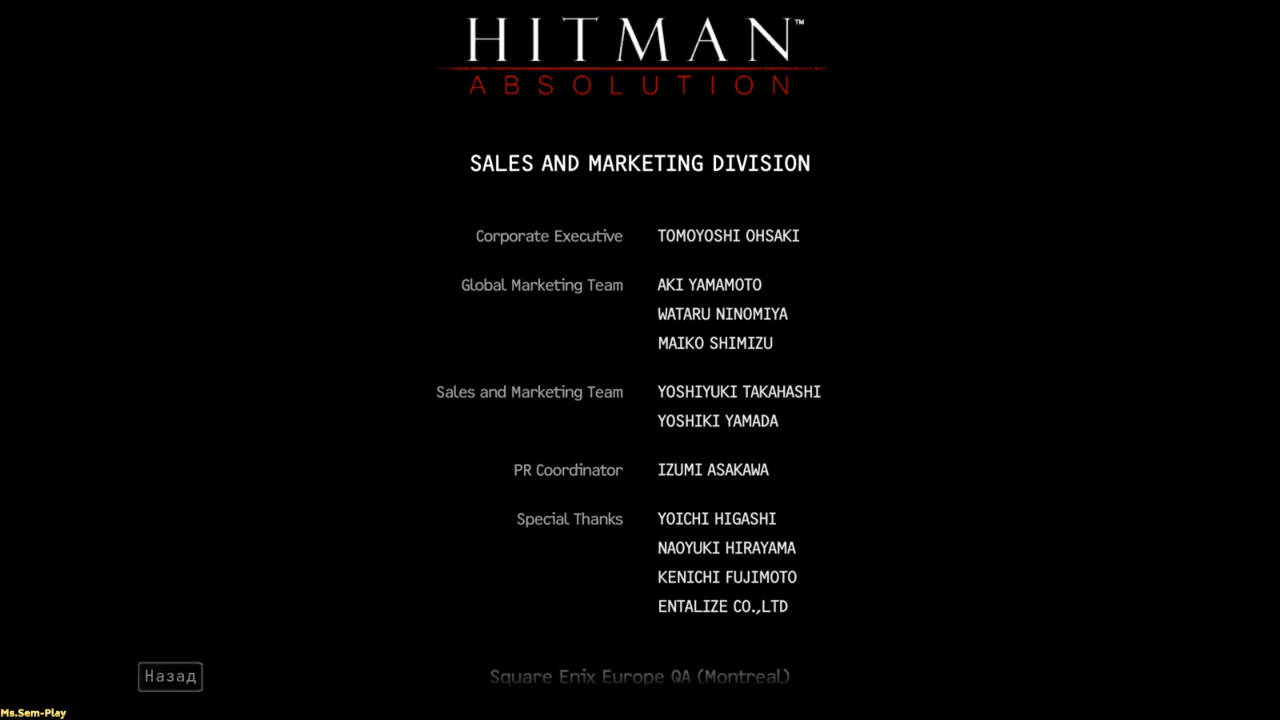 HITMAN™
ABSOLUTION
SALES AND MARKETING DIVISION
Corporate Executive TOMOYOSHI OHSAKI
Global Marketing Team AKI YAMAMOTO
WATARU NINOMIYA
MAIKO SHIMIZU
Sales and Marketing Team YOSHIYUKI TAKAHASHI
YOSHIKI YAMADA
PR Coordinator IZUMI ASAKAWA
Special Thanks YOICHI HIGASHI
NAOYUKI HIRAYAMA
KENICHI FUJIMOTO
ENTALIZE CO.,LTD
Назад Square Enix Europe QA (Montreal)
Ms.Sem-Play